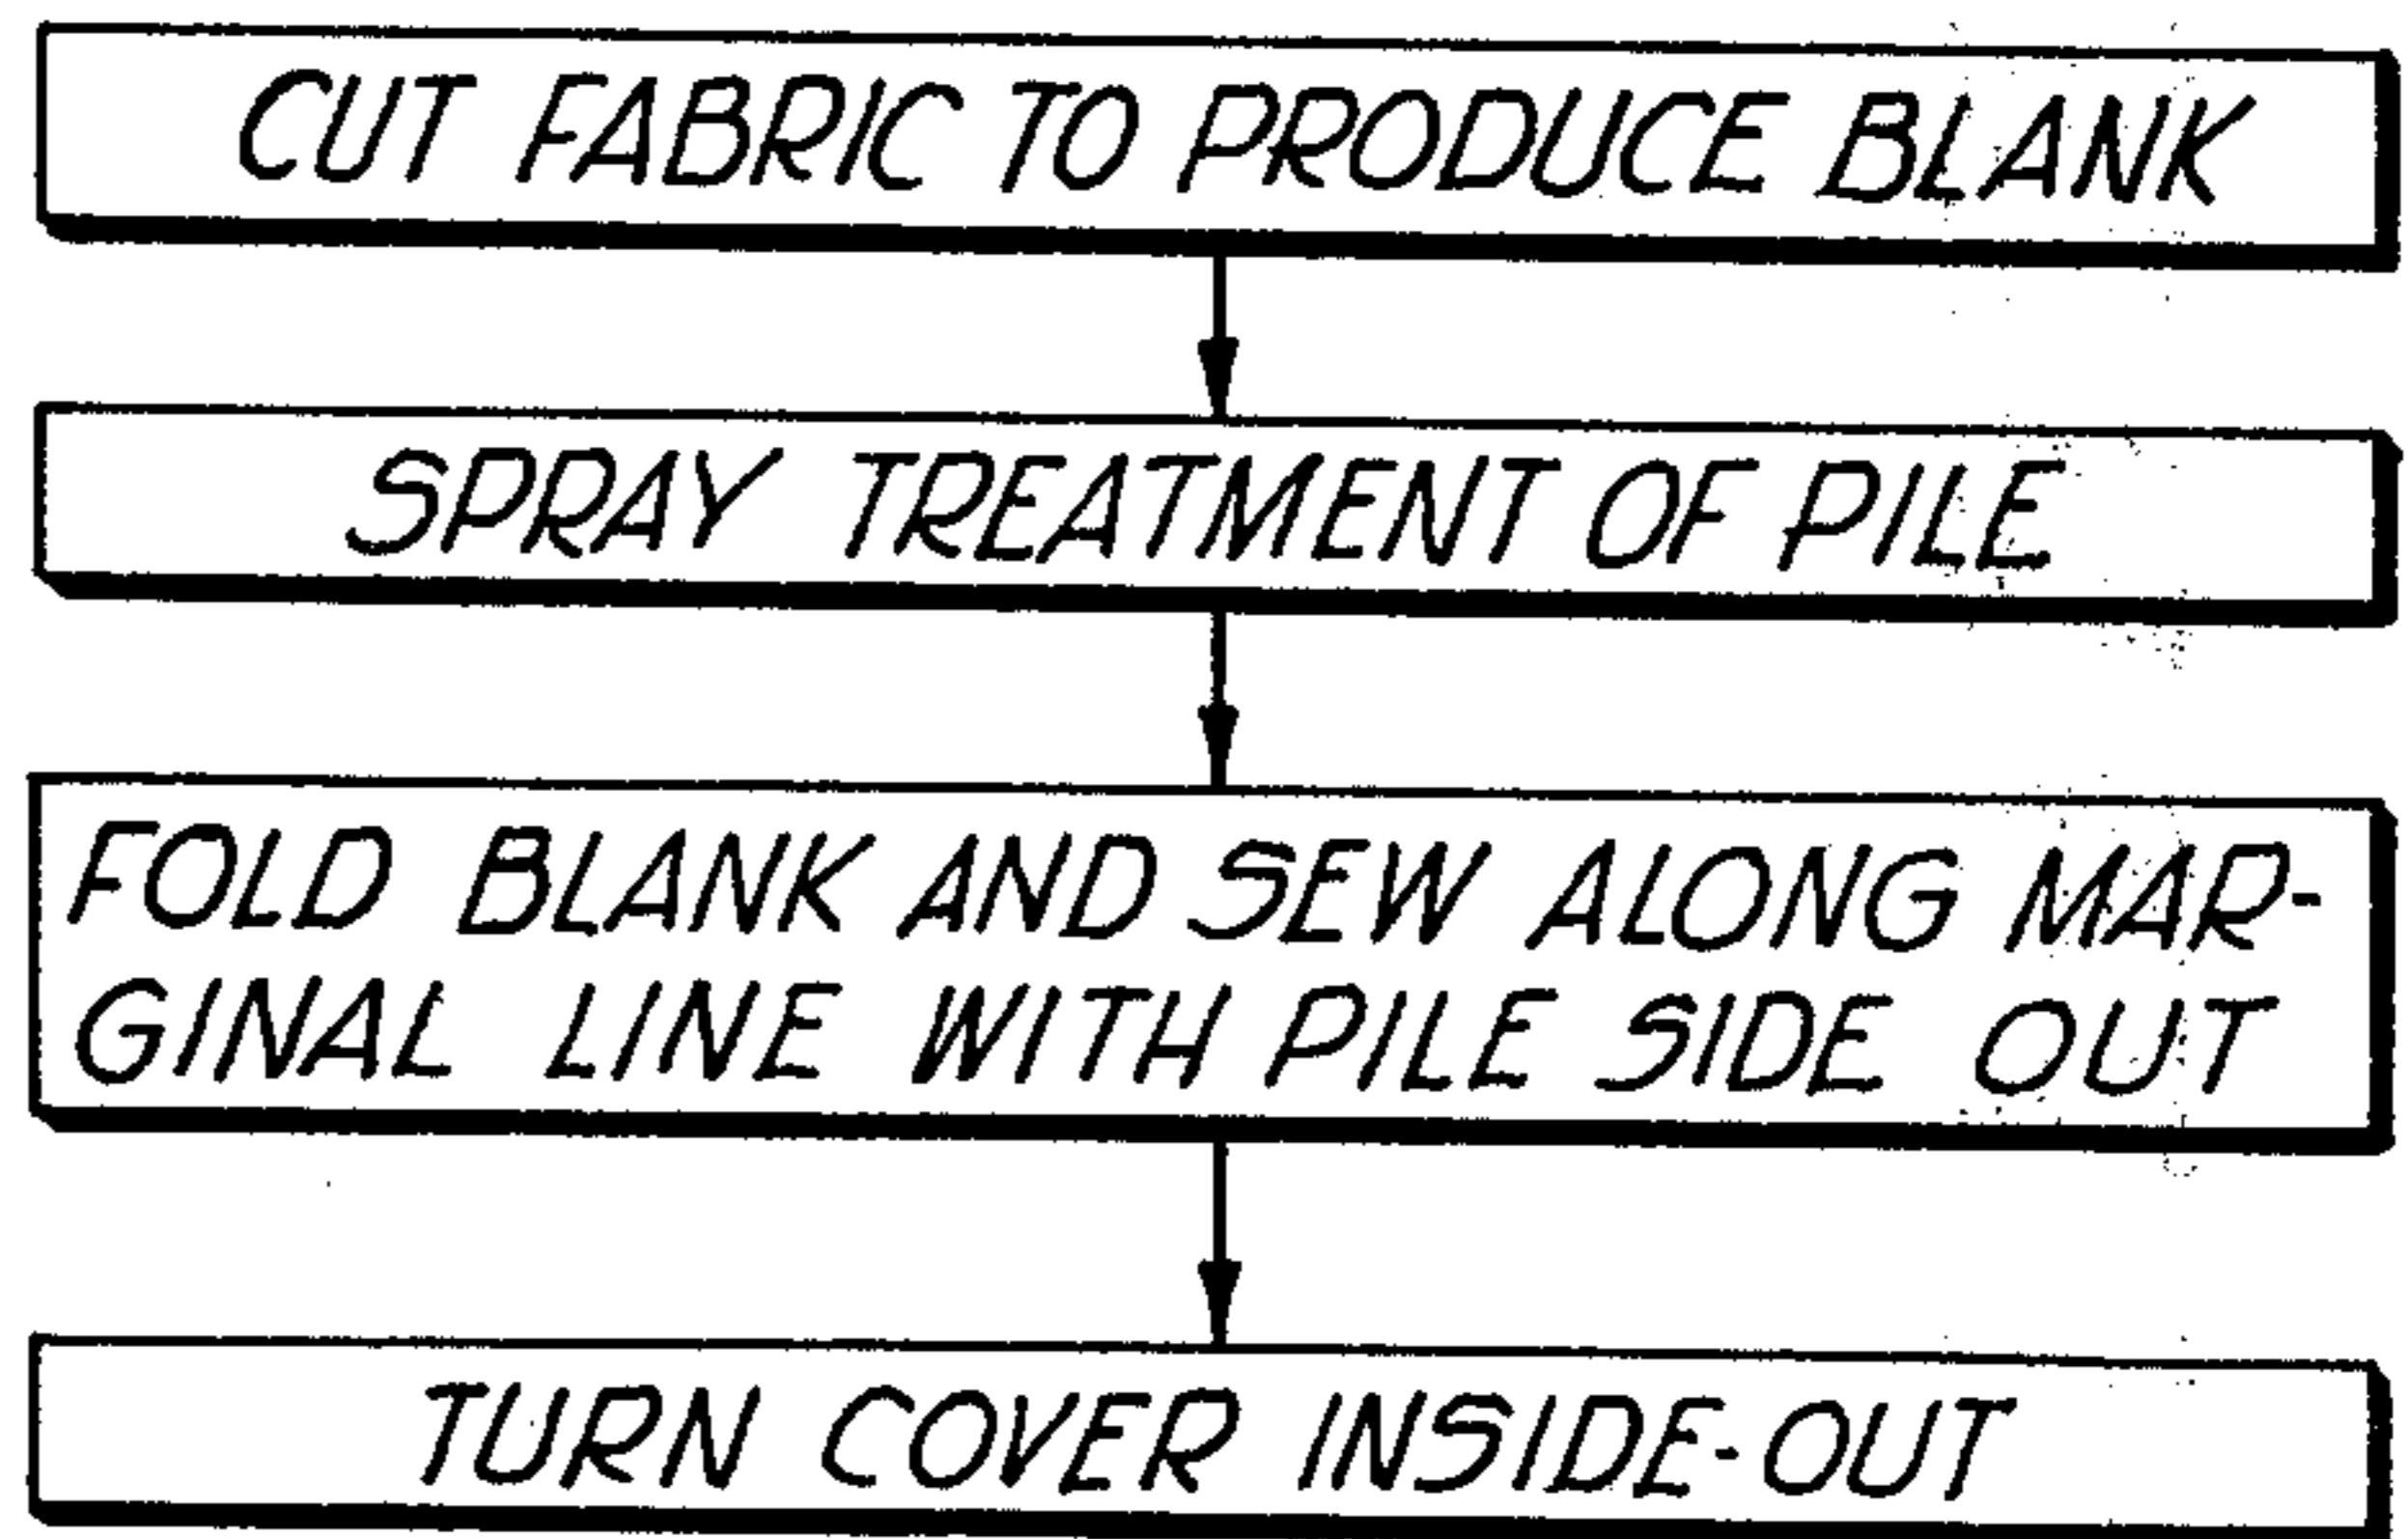 CUT FABRIC TO PRODUCE BLANK
SPRAY TREATMENT OF PILE
FOLD BLANK AND SEW ALONG MAR-
GINAL LINE WITH PILE SIDE OUT
TURN COVER INSIDE-OUT